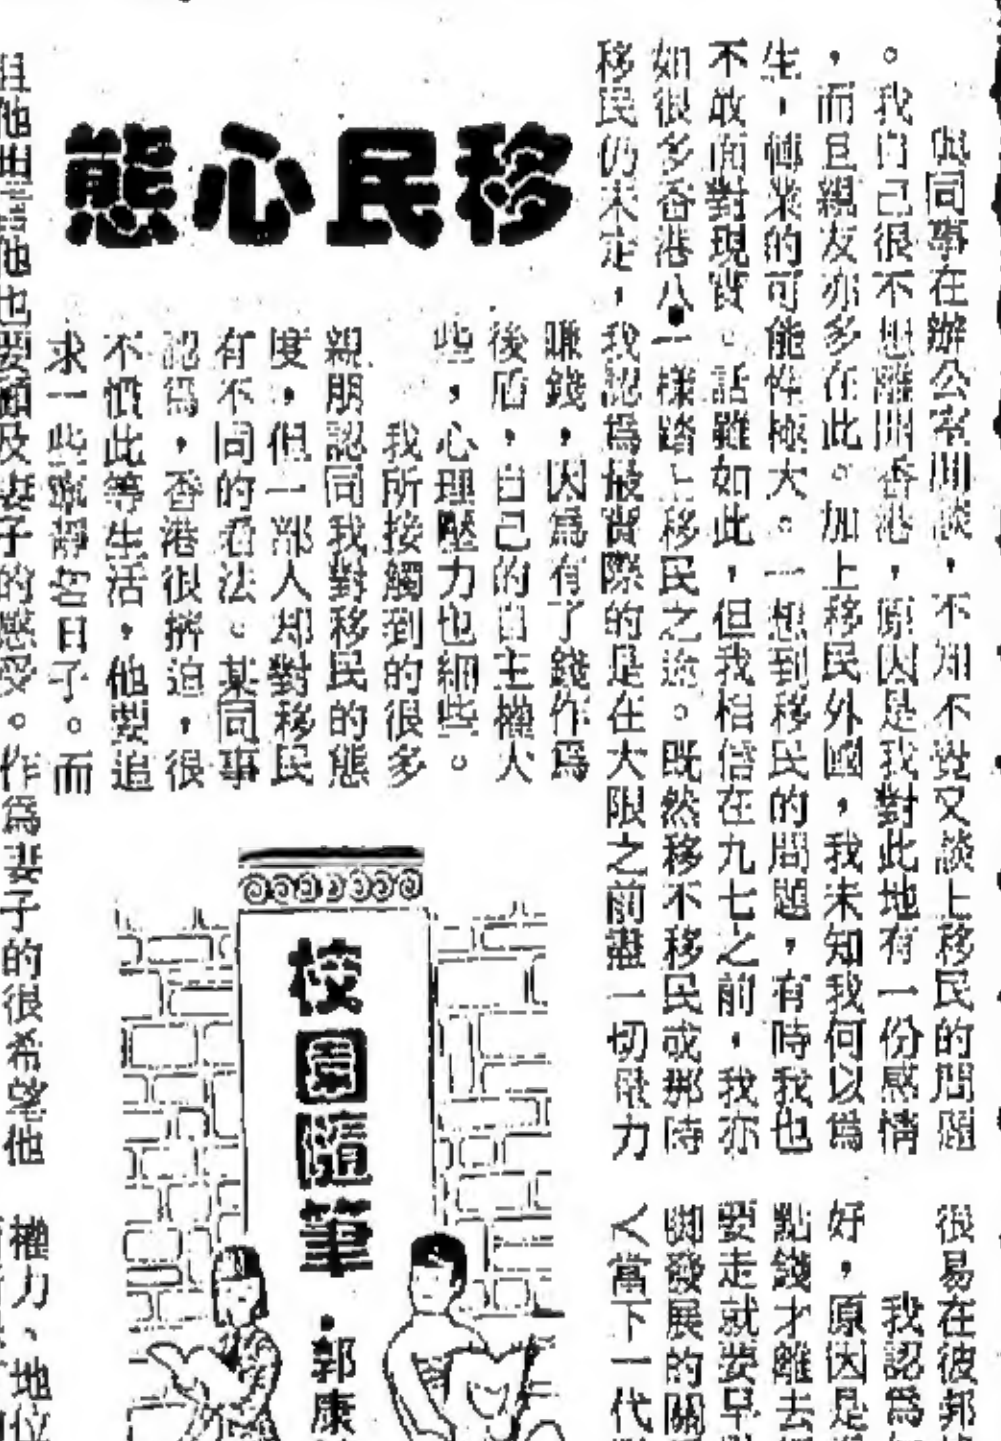 移民心態
與同事在辦公室閒談，不知不覺又談上移民的問題
。我自己很不想離開香港，原因是我對此地有一份感情
，而且親友亦多在此。加上移民外國，我未知我何以為
生，轉業的可能性極大。一想到移民的問題，有時我也
不敢面對現實。話雖如此，但我相信在九七之前，我亦
如很多香港人一樣踏上移民之途。既然移不移民或那時
移民仍未定，我認爲最實際的是在大限之前盡一切能力
賺錢，因爲有了錢作爲
後盾，自己的自主權大
些，心理壓力也細些。
我所接觸到的很多
親朋認同我對移民的態
度，但一部人却對移民
有不同的看法。某同事
認爲，香港很擠迫，很
不慣此等生活，他要追
求一些寧靜的日子。而
且他也要顧及妻子的感受。作爲妻子的很希望他
校園隨筆
·郭康
很易在彼邦
我認爲
好，原因是
點錢才離去
要走就要早
開發展的關
人當下一代
權力、地位